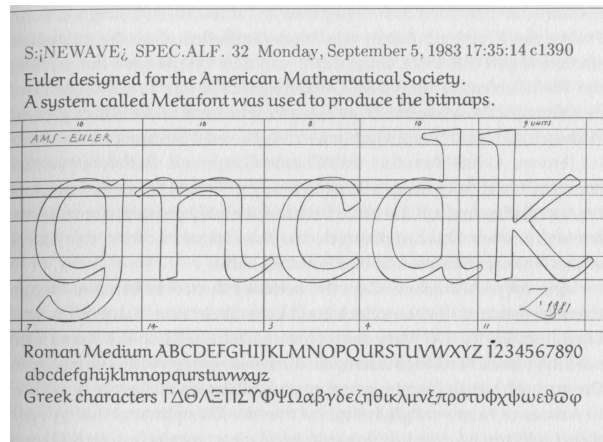 S:¡NEWAVE¿ SPEC.ALF. 32 Monday, September 5, 1983 17:35:14 c1390
Euler designed for the American Mathematical Society.
A system called Metafont was used to produce the bitmaps.
10 10 8 10 9 UNITS
AMS - EULER
gncdk
1981
7 14 3 4 11
Roman Medium ABCDEFGHIJKLMNOPQURSTUVWXYZ 1234567890
abcdefghijklmnopqurstuvwxyz
Greek characters ΓΔΘΛΞΠΣΥΦΨΩαβγδεζηθικλμνξπροτυφχψωεϑϖφ